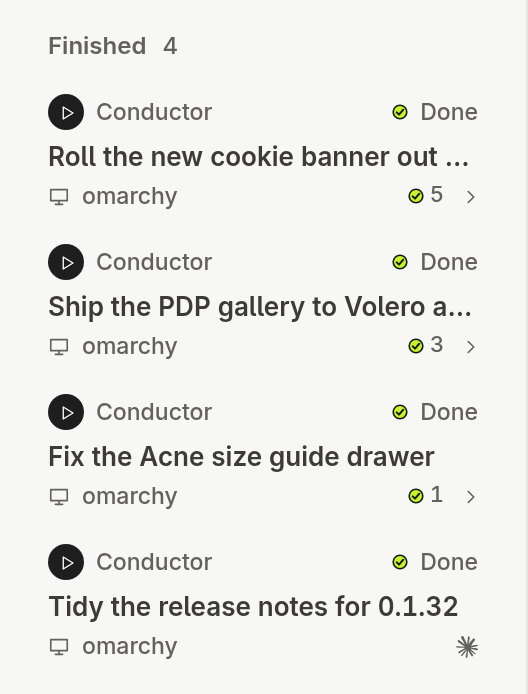 Finished 4
Conductor Done
Roll the new cookie banner out ...
omarchy 5
Conductor Done
Ship the PDP gallery to Volero a...
omarchy 3
Conductor Done
Fix the Acne size guide drawer
omarchy 1
Conductor Done
Tidy the release notes for 0.1.32
omarchy